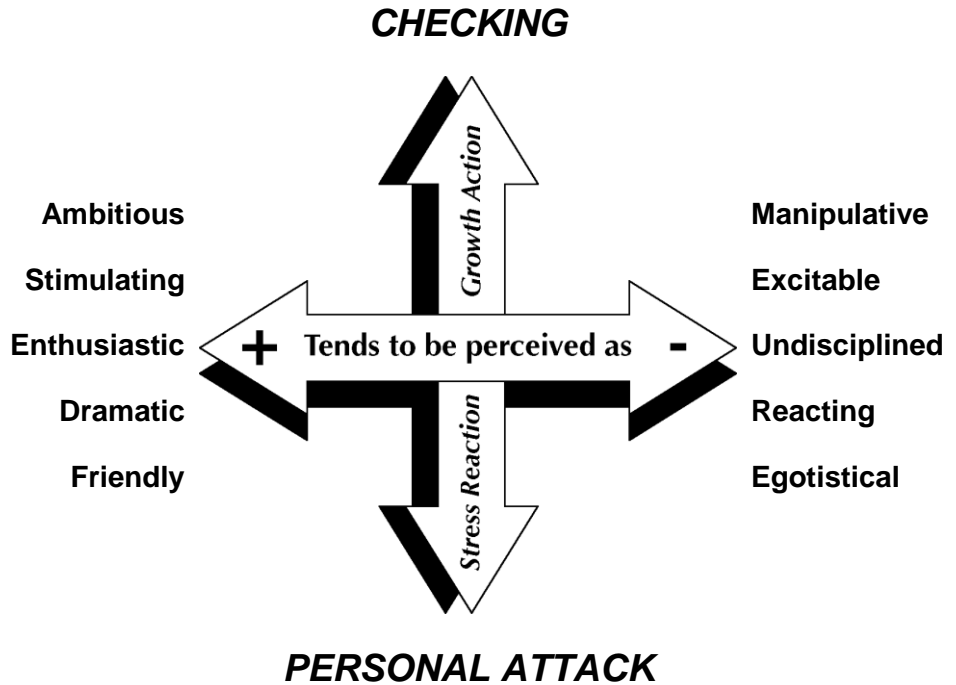 CHECKING
Growth Action
Ambitious
Manipulative
Stimulating
Excitable
Enthusiastic
+ Tends to be perceived as -
Undisciplined
Dramatic
Reacting
Friendly
Egotistical
Stress Reaction
PERSONAL ATTACK